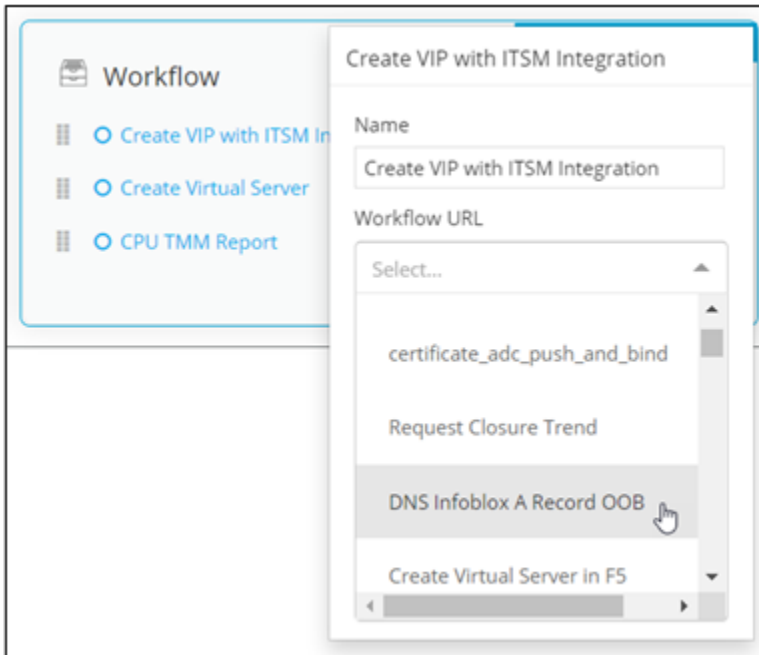 Workflow
Create VIP with ITSM In
Create Virtual Server
CPU TMM Report
Create VIP with ITSM Integration
Name
Create VIP with ITSM Integration
Workflow URL
Select...
certificate_adc_push_and_bind
Request Closure Trend
DNS Infoblox A Record OOB
Create Virtual Server in F5